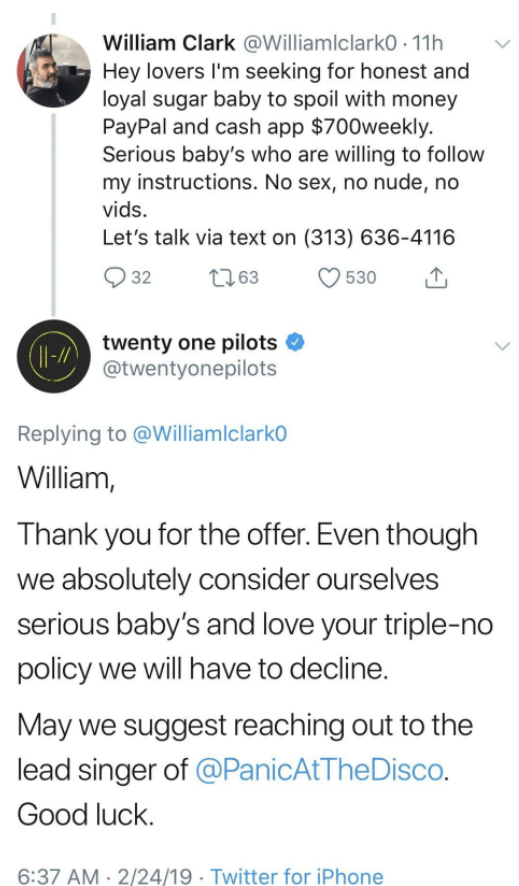 William Clark @Williamlclark0 · 11h
Hey lovers I'm seeking for honest and
loyal sugar baby to spoil with money
PayPal and cash app $700weekly.
Serious baby's who are willing to follow
my instructions. No sex, no nude, no
vids.
Let's talk via text on (313) 636-4116
32 63 530
twenty one pilots
@twentyonepilots
Replying to @Williamlclark0
William,
Thank you for the offer. Even though
we absolutely consider ourselves
serious baby's and love your triple-no
policy we will have to decline.
May we suggest reaching out to the
lead singer of @PanicAtTheDisco.
Good luck.
6:37 AM · 2/24/19 · Twitter for iPhone